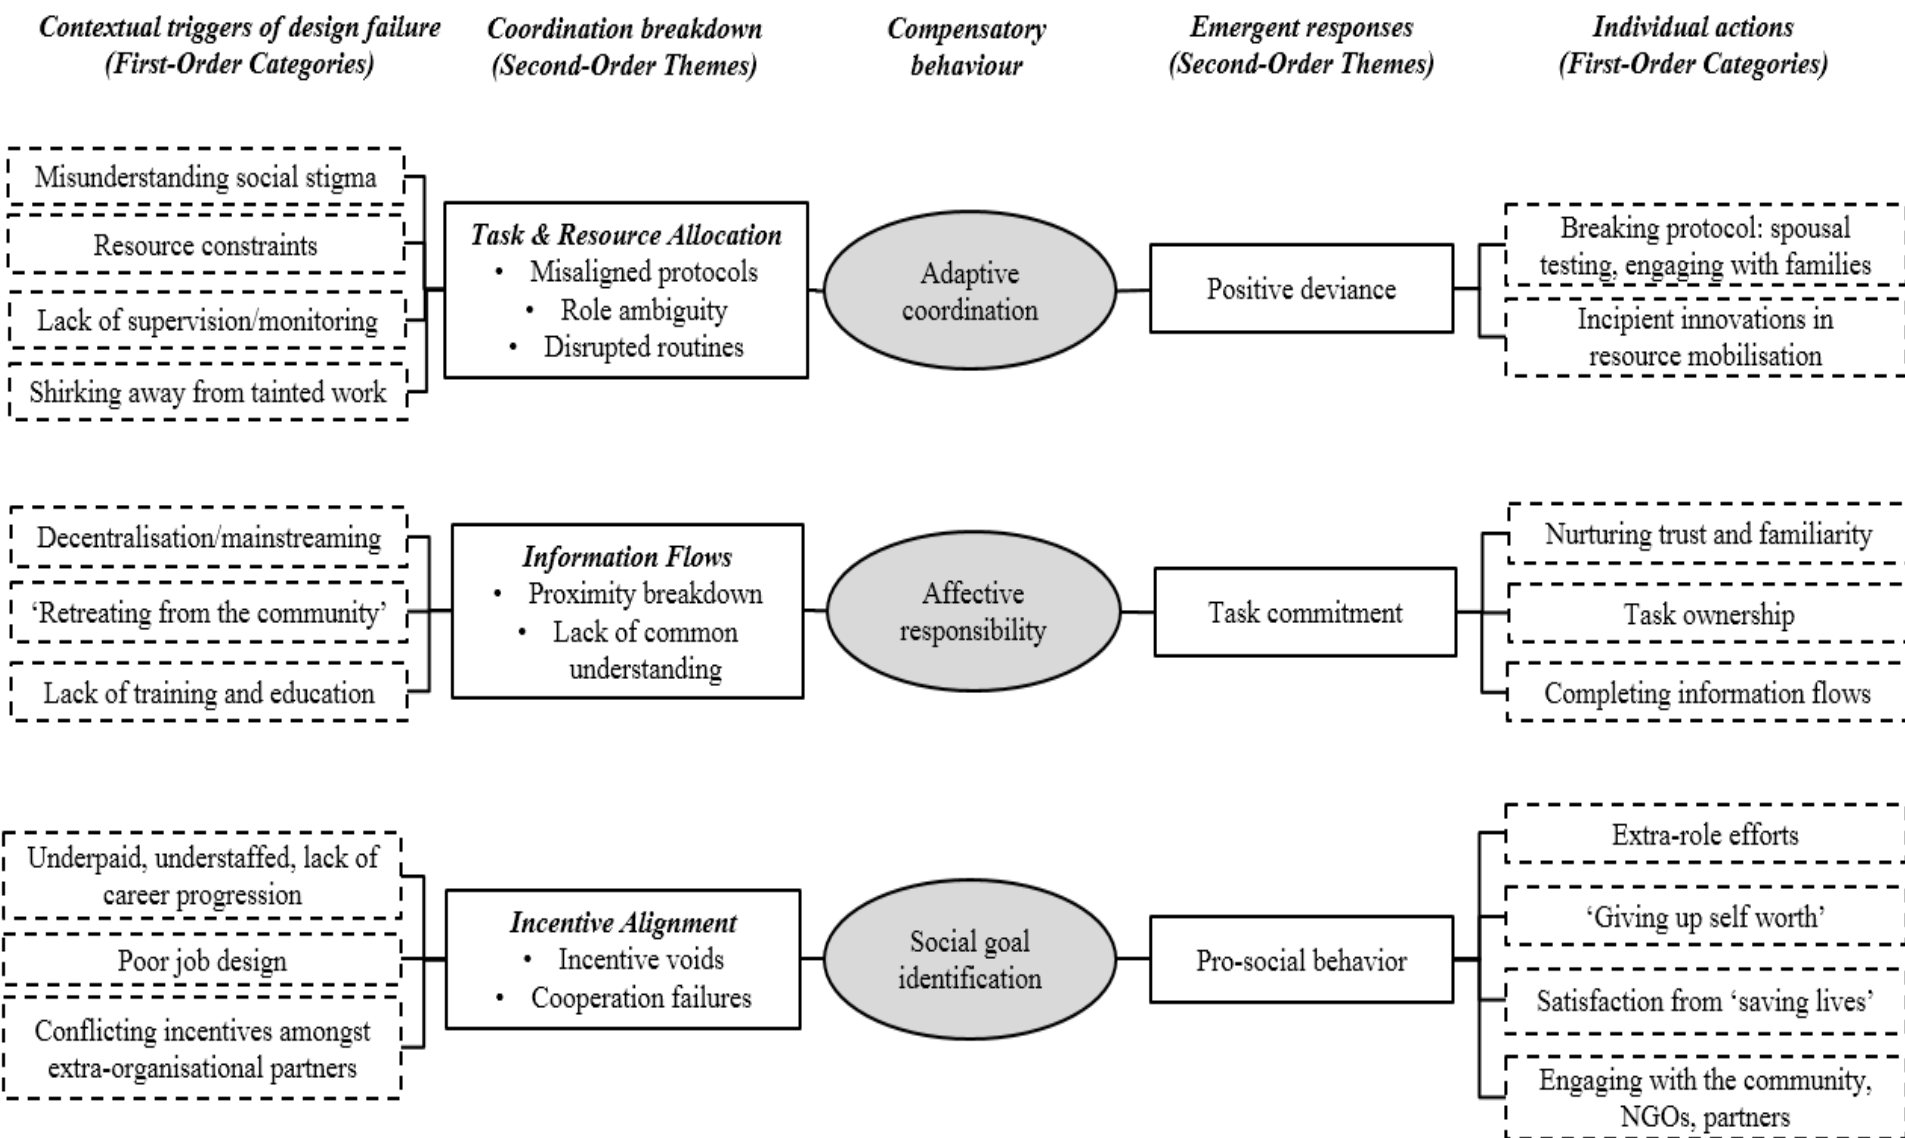 Contextual triggers of design failure
(First-Order Categories)
Coordination breakdown
(Second-Order Themes)
Compensatory
behaviour
Emergent responses
(Second-Order Themes)
Individual actions
(First-Order Categories)
Misunderstanding social stigma
Resource constraints
Lack of supervision/monitoring
Shirking away from tainted work
Task & Resource Allocation
• Misaligned protocols
• Role ambiguity
• Disrupted routines
Adaptive
coordination
Positive deviance
Breaking protocol: spousal
testing, engaging with families
Incipient innovations in
resource mobilisation
Decentralisation/mainstreaming
‘Retreating from the community’
Lack of training and education
Information Flows
• Proximity breakdown
• Lack of common
understanding
Affective
responsibility
Task commitment
Nurturing trust and familiarity
Task ownership
Completing information flows
Underpaid, understaffed, lack of
career progression
Poor job design
Conflicting incentives amongst
extra-organisational partners
Incentive Alignment
• Incentive voids
• Cooperation failures
Social goal
identification
Pro-social behavior
Extra-role efforts
‘Giving up self worth’
Satisfaction from ‘saving lives’
Engaging with the community,
NGOs, partners